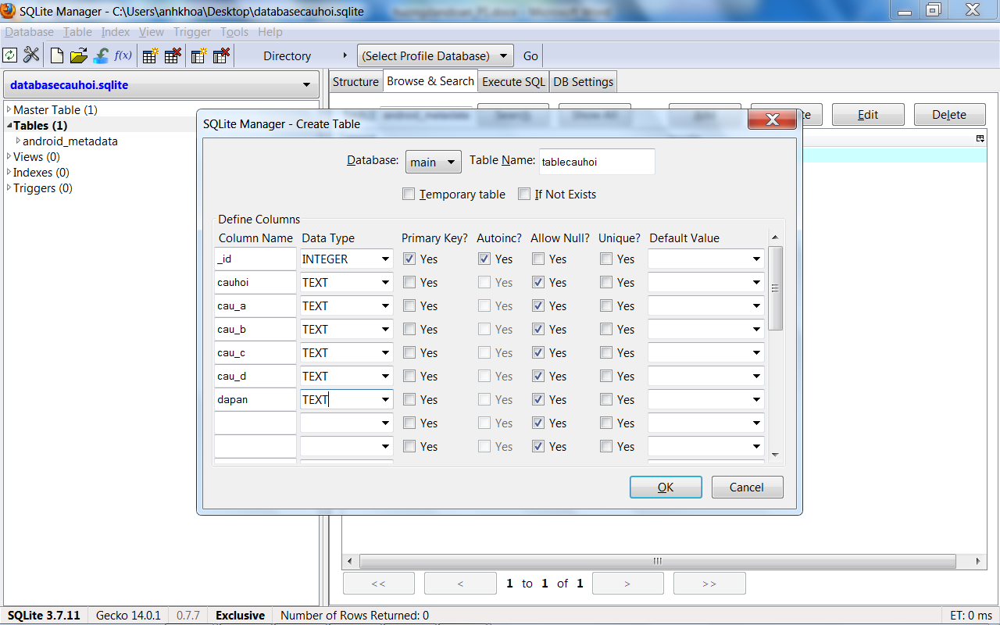 SQLite Manager - C:\Users\anhkhoa\Desktop\databasecauhoi.sqlite
Database Table Index View Trigger Tools Help
f(x) Directory (Select Profile Database) Go
databasecauhoi.sqlite
Structure Browse & Search Execute SQL DB Settings
Master Table (1)
Tables (1)
android_metadata
Views (0)
Indexes (0)
Triggers (0)
Edit Delete
SQLite Manager - Create Table
Database: main Table Name: tablecauhoi
Temporary table If Not Exists
Define Columns
Column Name Data Type Primary Key? Autoinc? Allow Null? Unique? Default Value
_id INTEGER Yes Yes Yes Yes
cauhoi TEXT Yes Yes Yes Yes
cau_a TEXT Yes Yes Yes Yes
cau_b TEXT Yes Yes Yes Yes
cau_c TEXT Yes Yes Yes Yes
cau_d TEXT Yes Yes Yes Yes
dapan TEXT Yes Yes Yes Yes
Yes Yes Yes Yes
Yes Yes Yes Yes
OK Cancel
<< < 1 to 1 of 1 > >>
SQLite 3.7.11 Gecko 14.0.1 0.7.7 Exclusive Number of Rows Returned: 0 ET: 0 ms